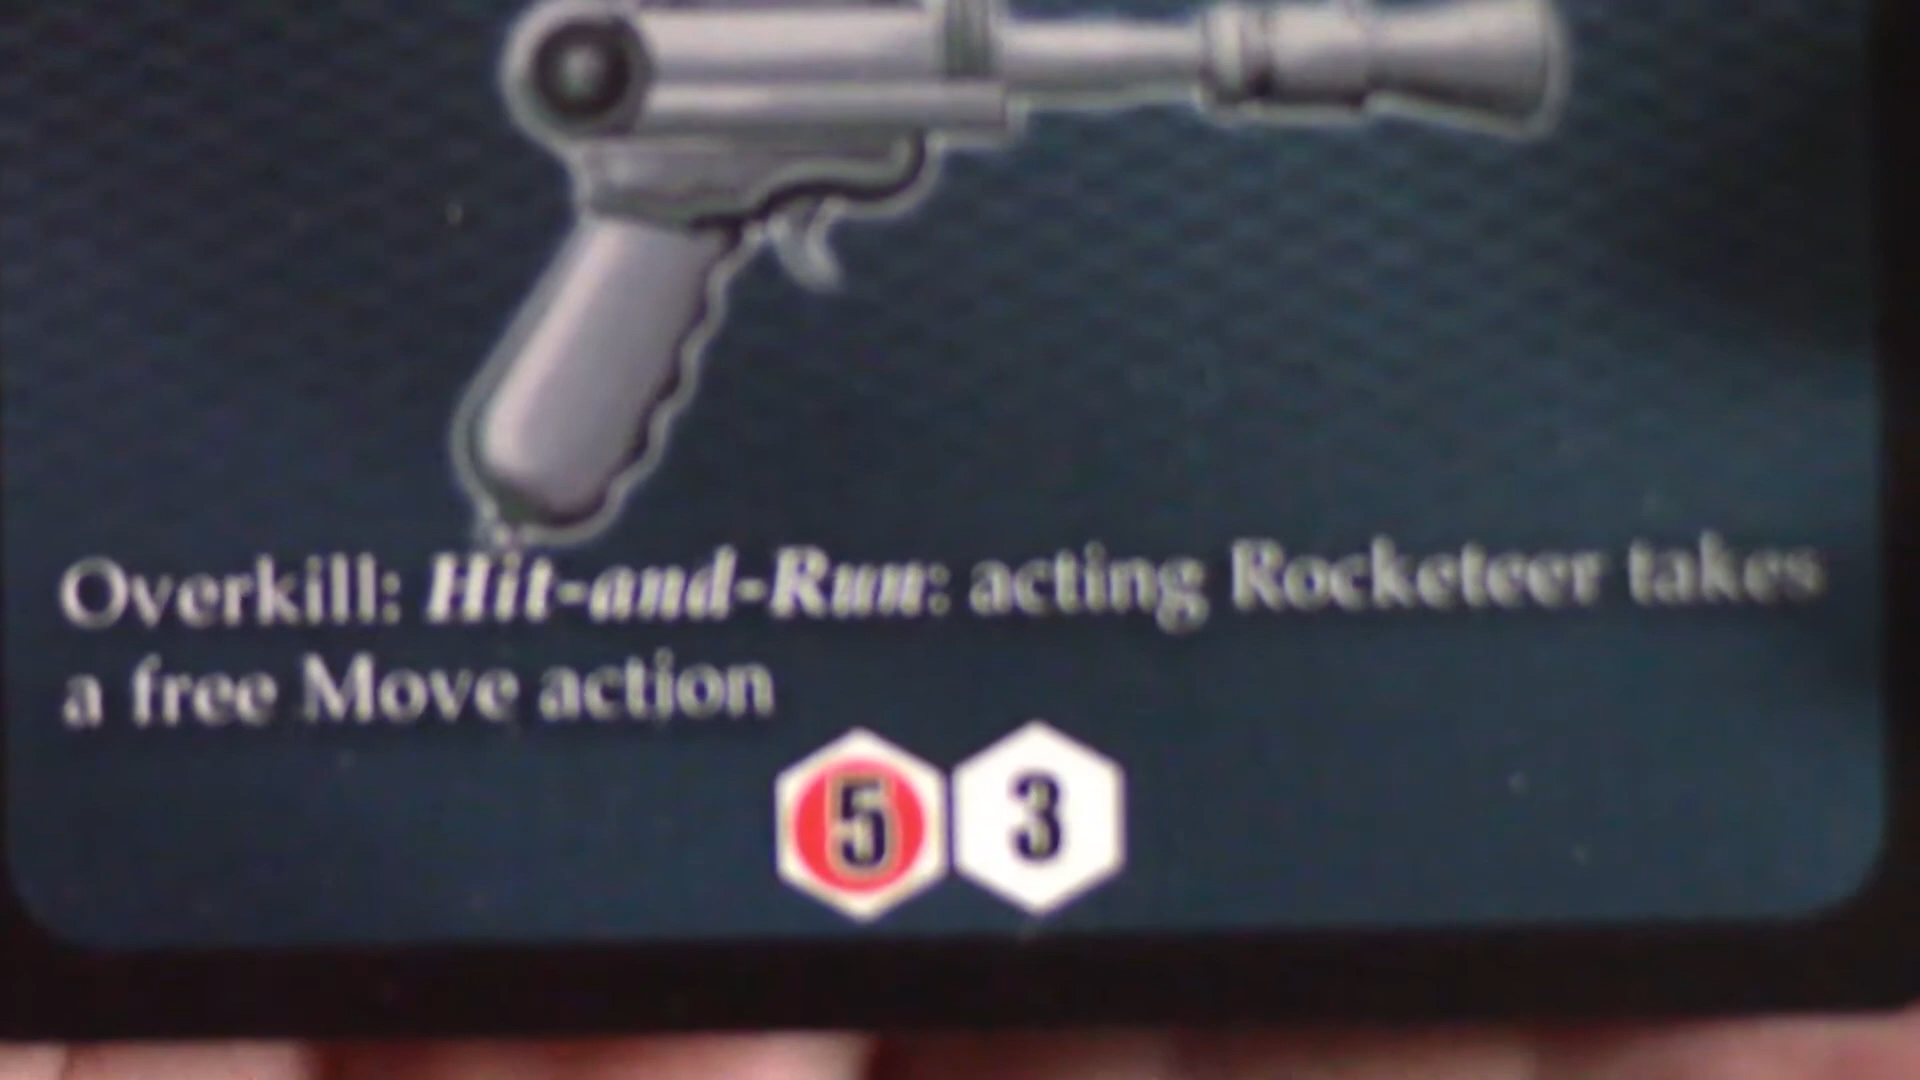 Overkill: Hit-and-Run: acting Rocketeer takes
a free Move action
5 3